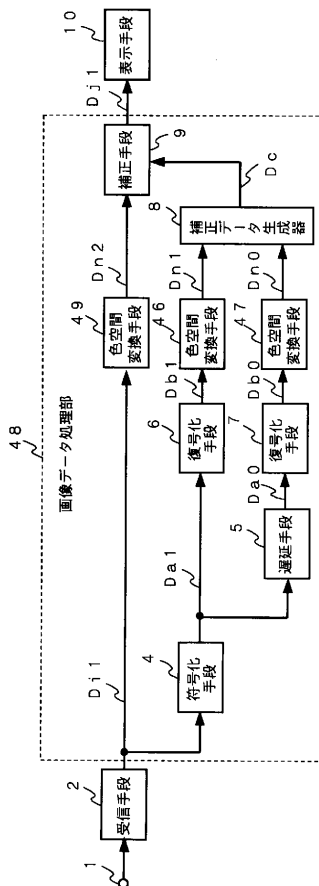 48
画像データ処理部
1
2
受信手段
Di1
49
色空間
変換手段
Dn2
補正手段
9
Dj1
10
表示手段
4
符号化
手段
Da1
6
復号化
手段
Db1
46
色空間
変換手段
Dn1
8
補正データ生成器
Dc
5
遅延手段
Da0
7
復号化
手段
Db0
47
色空間
変換手段
Dn0